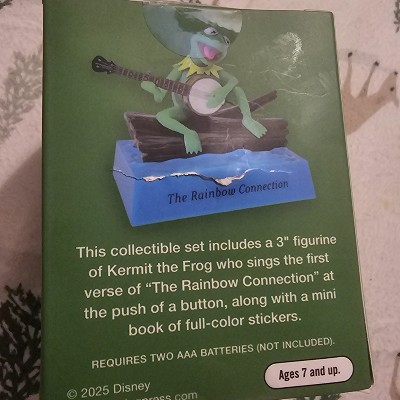 The Rainbow Connection
This collectible set includes a 3" figurine
of Kermit the Frog who sings the first
verse of “The Rainbow Connection” at
the push of a button, along with a mini
book of full-color stickers.
REQUIRES TWO AAA BATTERIES (NOT INCLUDED).
Ages 7 and up.
© 2025 Disney